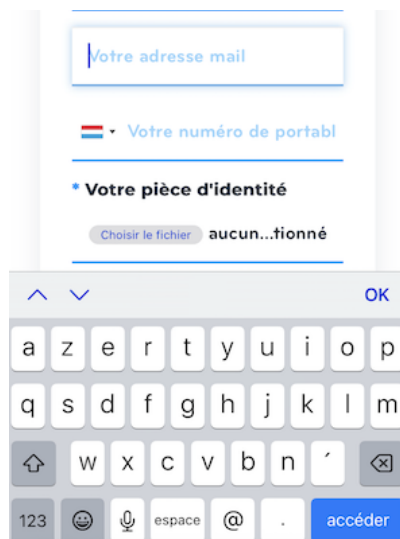 Votre adresse mail
Votre numéro de portabl
* Votre pièce d'identité
Choisir le fichier aucun...tionné
OK
a z e r t y u i o p
q s d f g h j k l m
w x c v b n ´
123 espace @ . accéder